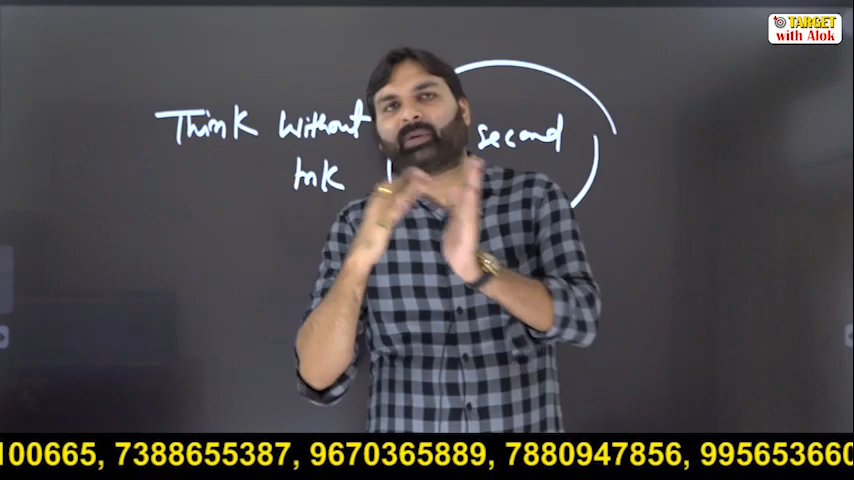 TARGET
with Alok
Think Without second
Ink
100665, 7388655387, 9670365889, 7880947856, 995653660